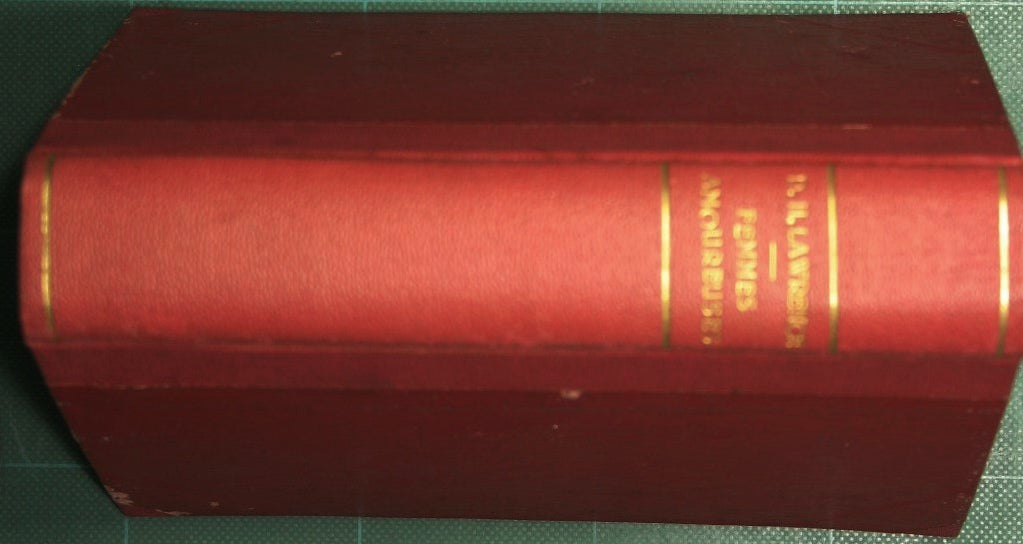 D. H. LAWRENCE
FEMMES
AMOUREUSES